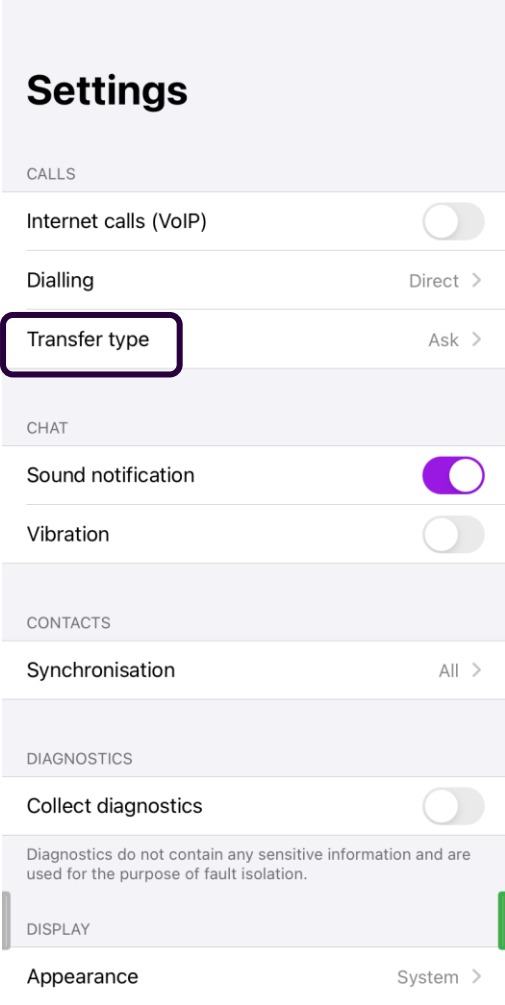 Settings
CALLS
Internet calls (VoIP)
Dialling Direct
Transfer type Ask
CHAT
Sound notification
Vibration
CONTACTS
Synchronisation All
DIAGNOSTICS
Collect diagnostics
Diagnostics do not contain any sensitive information and are
used for the purpose of fault isolation.
DISPLAY
Appearance System